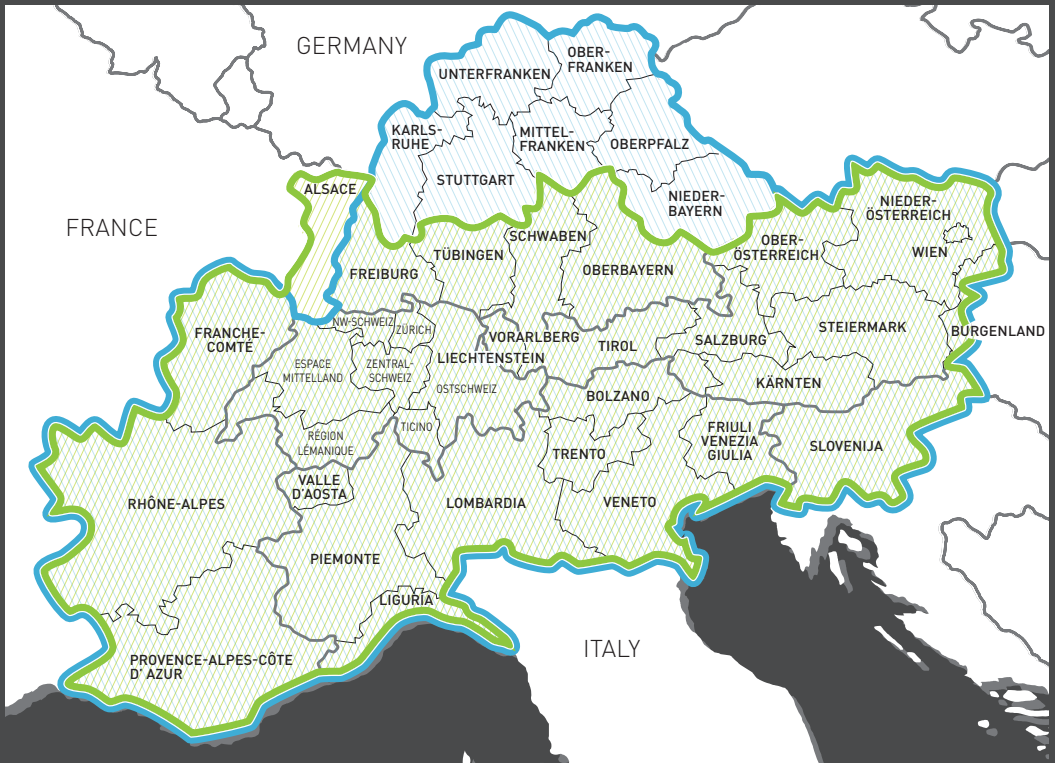 GERMANY
OBER-
FRANKEN
UNTERFRANKEN
KARLS-
RUHE
MITTEL-
FRANKEN
OBERPFALZ
STUTTGART
ALSACE
NIEDER-
BAYERN
NIEDER-
ÖSTERREICH
FRANCE
SCHWABEN
OBER-
ÖSTERREICH
WIEN
TÜBINGEN
FREIBURG
OBERBAYERN
NW-SCHWEIZ
ZÜRICH
FRANCHE-
COMTÉ
VORARLBERG
TIROL
SALZBURG
STEIERMARK
BURGENLAND
LIECHTENSTEIN
ESPACE
MITTELLAND
ZENTRAL-
SCHWEIZ
OSTSCHWEIZ
KÄRNTEN
BOLZANO
TICINO
FRIULI
VENEZIA
GIULIA
RÉGION
LÉMANIQUE
SLOVENIJA
TRENTO
VALLE
D'AOSTA
RHÔNE-ALPES
LOMBARDIA
VENETO
PIEMONTE
LIGURIA
ITALY
PROVENCE-ALPES-CÔTE
D' AZUR